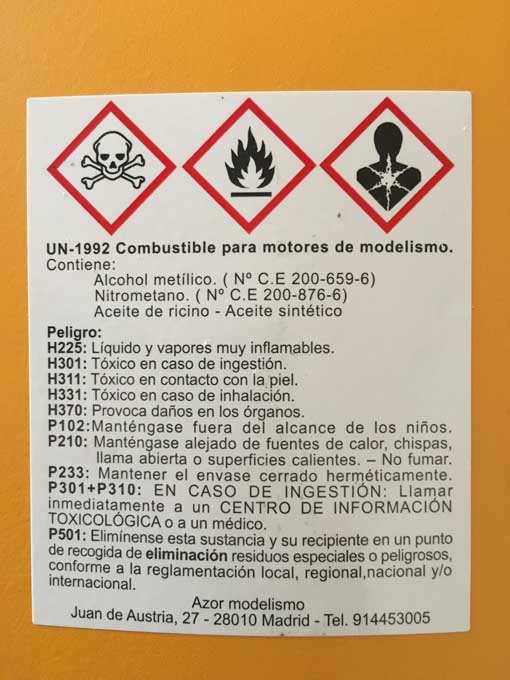 UN-1992 Combustible para motores de modelismo.
Contiene:
Alcohol metílico. ( Nº C.E 200-659-6)
Nitrometano. ( Nº C.E 200-876-6)
Aceite de ricino - Aceite sintético
Peligro:
H225: Líquido y vapores muy inflamables.
H301: Tóxico en caso de ingestión.
H311: Tóxico en contacto con la piel.
H331: Tóxico en caso de inhalación.
H370: Provoca daños en los órganos.
P102:Manténgase fuera del alcance de los niños.
P210: Manténgase alejado de fuentes de calor, chispas,
llama abierta o superficies calientes. – No fumar.
P233: Mantener el envase cerrado herméticamente.
P301+P310: EN CASO DE INGESTIÓN: Llamar
inmediatamente a un CENTRO DE INFORMACIÓN
TOXICOLÓGICA o a un médico.
P501: Elimínense esta sustancia y su recipiente en un punto
de recogida de eliminación residuos especiales o peligrosos,
conforme a la reglamentación local, regional,nacional y/o
internacional.
Azor modelismo
Juan de Austria, 27 - 28010 Madrid - Tel. 914453005